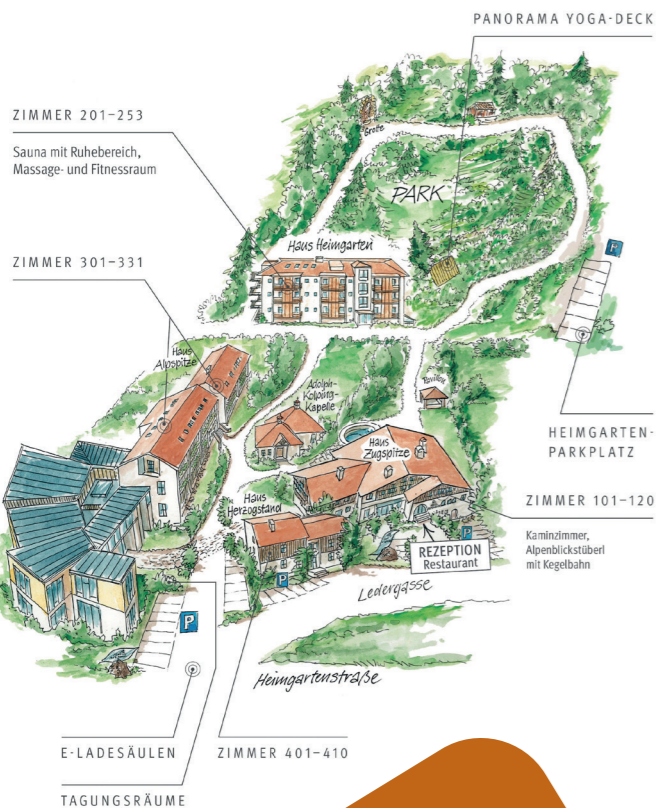 PANORAMA YOGA-DECK
ZIMMER 201–253
Sauna mit Ruhebereich,
Massage- und Fitnessraum
Grotte
PARK
P
Haus Heimgarten
ZIMMER 301–331
Haus
Alpspitze
Adolph-
Kolping-
Kapelle
Pavillon
Haus
Zugspitze
HEIMGARTEN-
PARKPLATZ
Haus
Herzogstand
ZIMMER 101–120
Kaminzimmer,
Alpenblickstüberl
mit Kegelbahn
P
REZEPTION
Restaurant
P
Ledergasse
P
Heimgartenstraße
E-LADESÄULEN
ZIMMER 401–410
TAGUNGSRÄUME